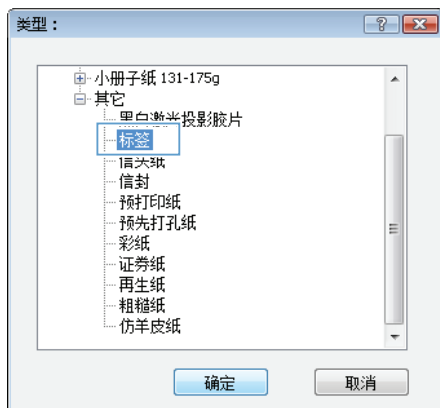 类型：
小册子纸 131-175g
其它
黑白激光投影胶片
标签
信头纸
信封
预打印纸
预先打孔纸
彩纸
证券纸
再生纸
粗糙纸
仿羊皮纸
确定
取消